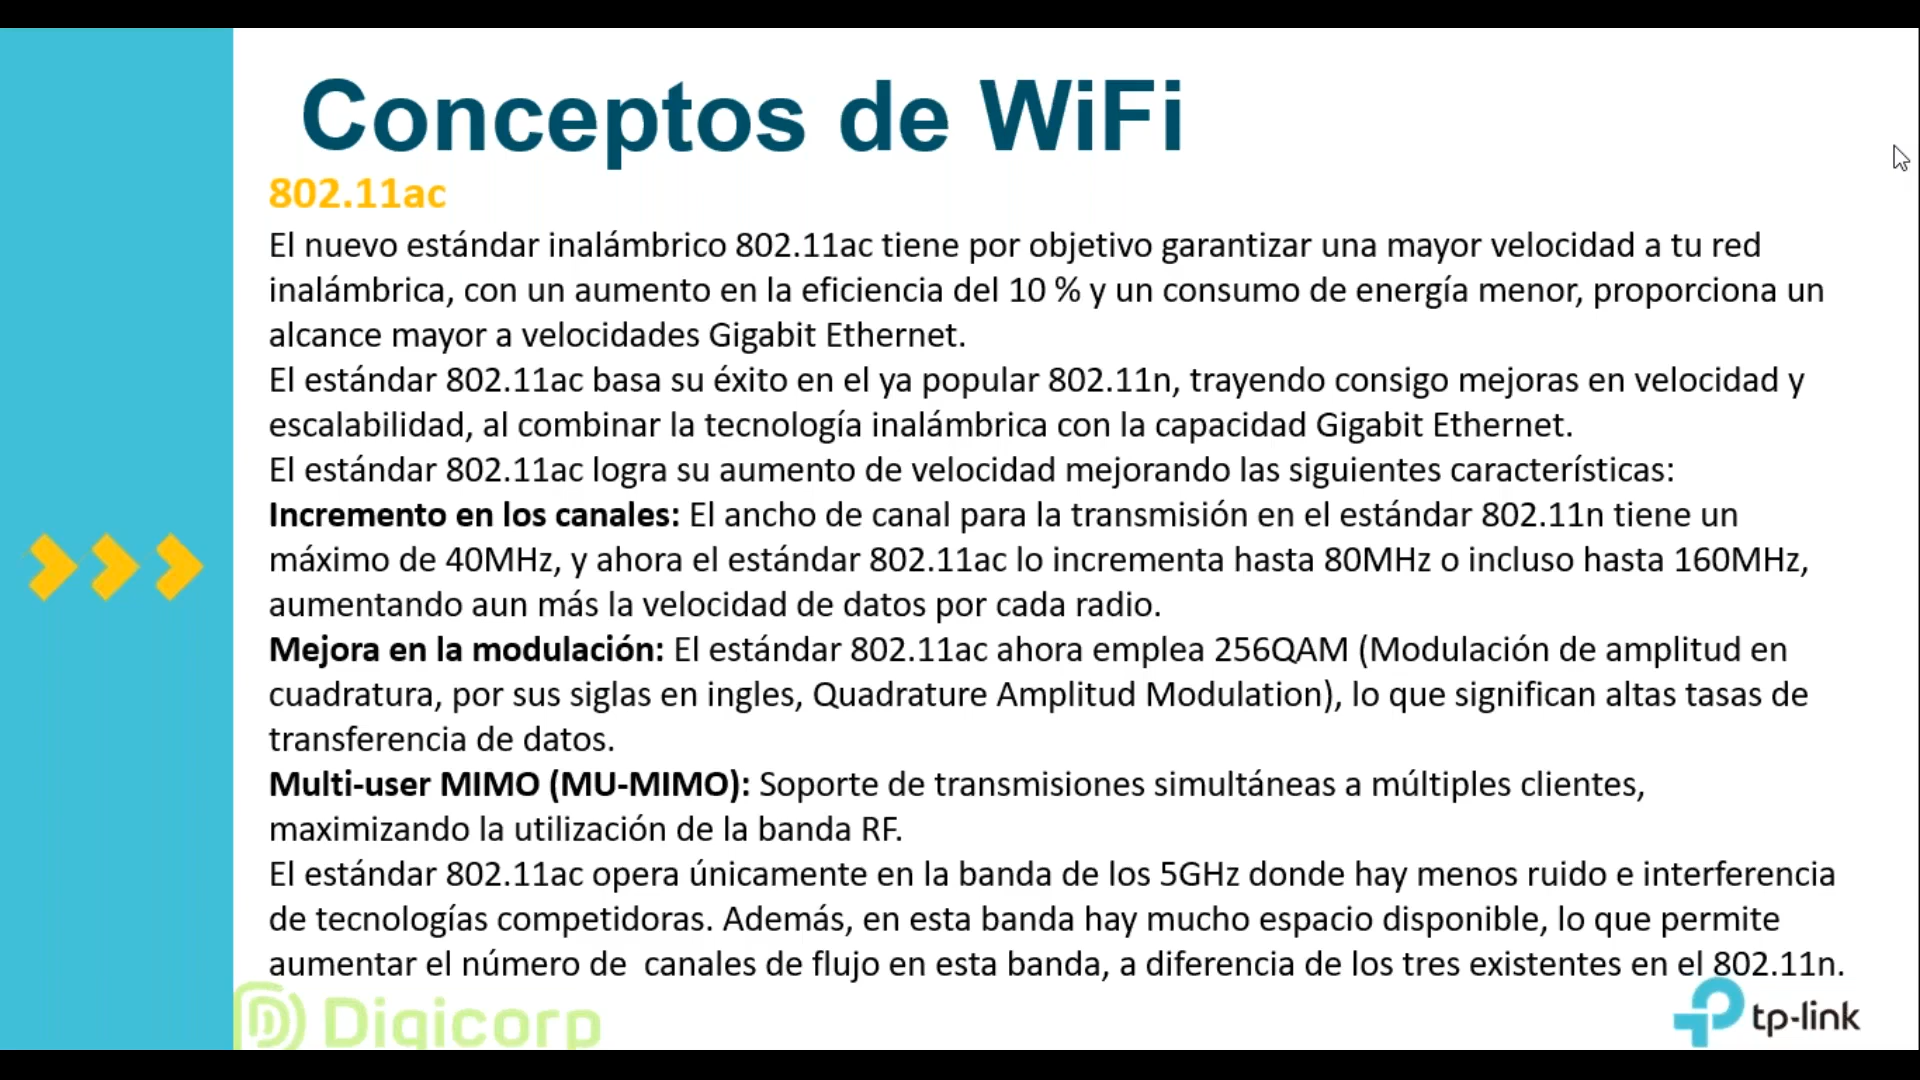 Conceptos de WiFi
802.11ac
El nuevo estándar inalámbrico 802.11ac tiene por objetivo garantizar una mayor velocidad a tu red
inalámbrica, con un aumento en la eficiencia del 10 % y un consumo de energía menor, proporciona un
alcance mayor a velocidades Gigabit Ethernet.
El estándar 802.11ac basa su éxito en el ya popular 802.11n, trayendo consigo mejoras en velocidad y
escalabilidad, al combinar la tecnología inalámbrica con la capacidad Gigabit Ethernet.
El estándar 802.11ac logra su aumento de velocidad mejorando las siguientes características:
Incremento en los canales: El ancho de canal para la transmisión en el estándar 802.11n tiene un
máximo de 40MHz, y ahora el estándar 802.11ac lo incrementa hasta 80MHz o incluso hasta 160MHz,
aumentando aun más la velocidad de datos por cada radio.
Mejora en la modulación: El estándar 802.11ac ahora emplea 256QAM (Modulación de amplitud en
cuadratura, por sus siglas en ingles, Quadrature Amplitud Modulation), lo que significan altas tasas de
transferencia de datos.
Multi-user MIMO (MU-MIMO): Soporte de transmisiones simultáneas a múltiples clientes,
maximizando la utilización de la banda RF.
El estándar 802.11ac opera únicamente en la banda de los 5GHz donde hay menos ruido e interferencia
de tecnologías competidoras. Además, en esta banda hay mucho espacio disponible, lo que permite
aumentar el número de  canales de flujo en esta banda, a diferencia de los tres existentes en el 802.11n.
Digicorp
tp-link